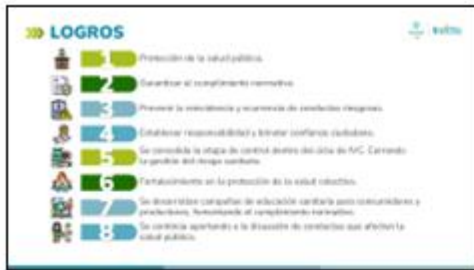 LOGROS
invima
1
Protección de la salud pública.
2
Garantizar el cumplimiento normativo.
3
Prevenir la reincidencia y ocurrencia de conductas riesgosas.
4
Establecer responsabilidad y brindar confianza ciudadana.
5
Se consolida la etapa de control dentro del ciclo de IVC. Cerrando
la gestión del riesgo sanitario.
6
Fortalecimiento en la protección de la salud colectiva.
7
Se desarrollan campañas de educación sanitaria para consumidores y
productores, fomentando el cumplimiento normativo.
8
Se continúa aportando a la disuasión de conductas que afectan la
salud pública.